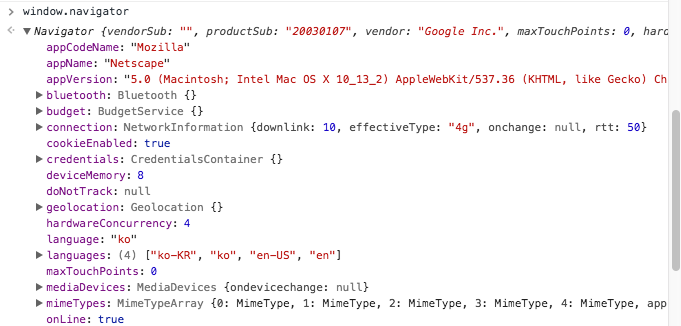 window.navigator
Navigator {vendorSub: "", productSub: "20030107", vendor: "Google Inc.", maxTouchPoints: 0, hard
appCodeName: "Mozilla"
appName: "Netscape"
appVersion: "5.0 (Macintosh; Intel Mac OS X 10_13_2) AppleWebKit/537.36 (KHTML, like Gecko) Ch
bluetooth: Bluetooth {}
budget: BudgetService {}
connection: NetworkInformation {downlink: 10, effectiveType: "4g", onchange: null, rtt: 50}
cookieEnabled: true
credentials: CredentialsContainer {}
deviceMemory: 8
doNotTrack: null
geolocation: Geolocation {}
hardwareConcurrency: 4
language: "ko"
languages: (4) ["ko-KR", "ko", "en-US", "en"]
maxTouchPoints: 0
mediaDevices: MediaDevices {ondevicechange: null}
mimeTypes: MimeTypeArray {0: MimeType, 1: MimeType, 2: MimeType, 3: MimeType, 4: MimeType, app
onLine: true